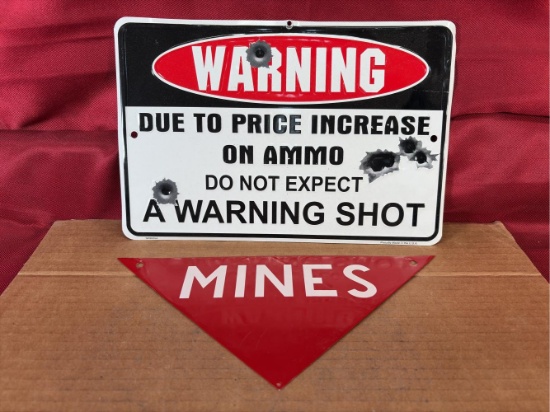 WARNING
DUE TO PRICE INCREASE
ON AMMO
DO NOT EXPECT
A WARNING SHOT
MINES